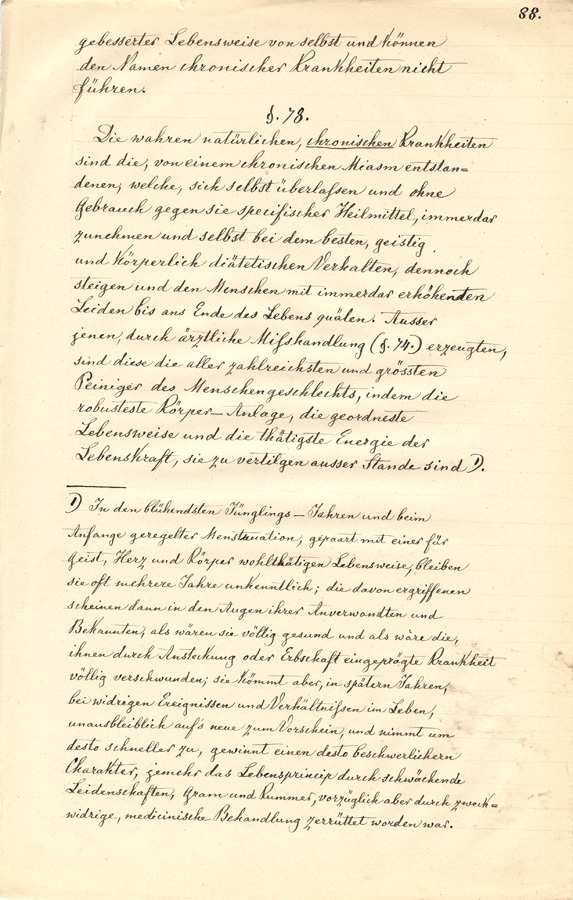 88.
gebesserter Lebensweise von selbst und können
den Namen chronischer Krankheiten nicht
führen.
§. 78.
Die wahren natürlichen, chronischen Krankheiten
sind die, von einem chronischen Miasm entstan=
denen, welche, sich selbst überlaſsen und ohne
Gebrauch gegen sie specifischer Heilmittel, immerdar
zunehmen und selbst bei dem besten, geistig
und körperlich diätetischen Verhalten, dennoch
steigen und den Menschen mit immerdar erhöhenden
Leiden bis ans Ende des Lebens quälen. Ausser
jenen, durch ärztliche Miſshandlung (§. 74.) erzeugten,
sind diese die aller zahlreichsten und grössten
Peiniger des Menschengeschlechts, indem die
robusteste Körper-Anlage, die geordneste
Lebensweise und die thätigste Energie der
Lebenskraft, sie zu vertilgen ausser Stande sind 1).
1) In den blühendsten Jünglings-Jahren und beim
Anfange geregelter Menstruation, gepaart mit einer für
Geist, Herz und Körper wohlthätigen Lebensweise, bleiben
sie oft mehrere Jahre unkenntlich; die davon ergriffenen
scheinen dann in den Augen ihrer Anverwandten und
Bekannten, als wären sie völlig gesund und als wäre die,
ihnen durch Ansteckung oder Erbschaft eingeprägte Krankheit
völlig verschwunden; sie kömmt aber, in spätern Jahren,
bei widrigen Ereignissen und Verhältniſsen im Leben,
unausbleiblich auf's neue zum Vorschein, und nimmt um
desto schneller zu, gewinnt einen desto beschwerlichern
Charakter, jemehr das Lebensprincip durch schwächende
Leidenschaften, Gram und Kummer, vorzüglich aber durch zweck=
widrige, medicinische Behandlung zerrüttet worden war.